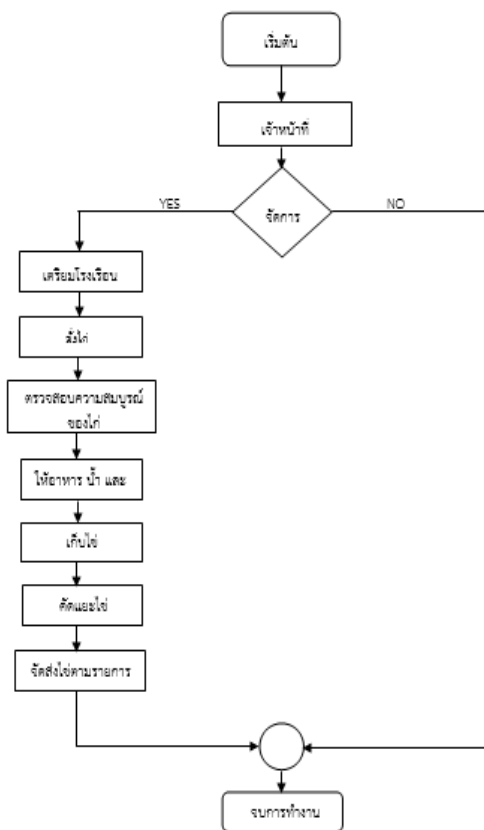 เริ่มต้น
เจ้าหน้าที่
จัดการ
YES
NO
เตรียมโรงเรือน
สั่งไก่
ตรวจสอบความสมบูรณ์
ของไก่
ให้อาหาร น้ำ และ
เก็บไข่
คัดแยะไข่
จัดส่งไข่ตามรายการ
จบการทำงาน